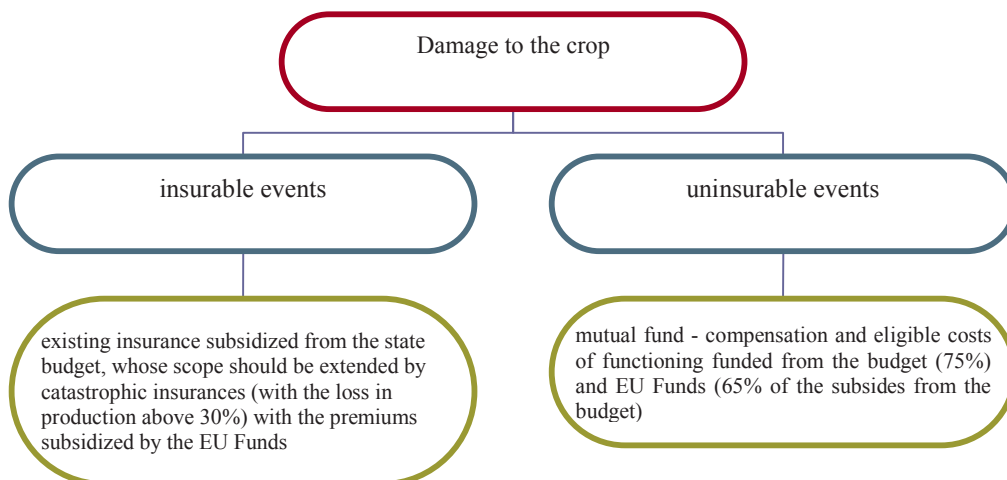 Damage to the crop
insurable events
uninsurable events
existing insurance subsidized from the state
budget, whose scope should be extended by
catastrophic insurances (with the loss in
production above 30%) with the premiums
subsidized by the EU Funds
mutual fund - compensation and eligible costs
of functioning funded from the budget (75%)
and EU Funds (65% of the subsides from the
budget)